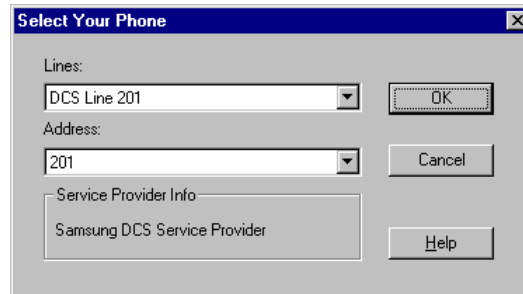 Select Your Phone
Lines:
DCS Line 201
OK
Address:
201
Cancel
Service Provider Info
Samsung DCS Service Provider
Help